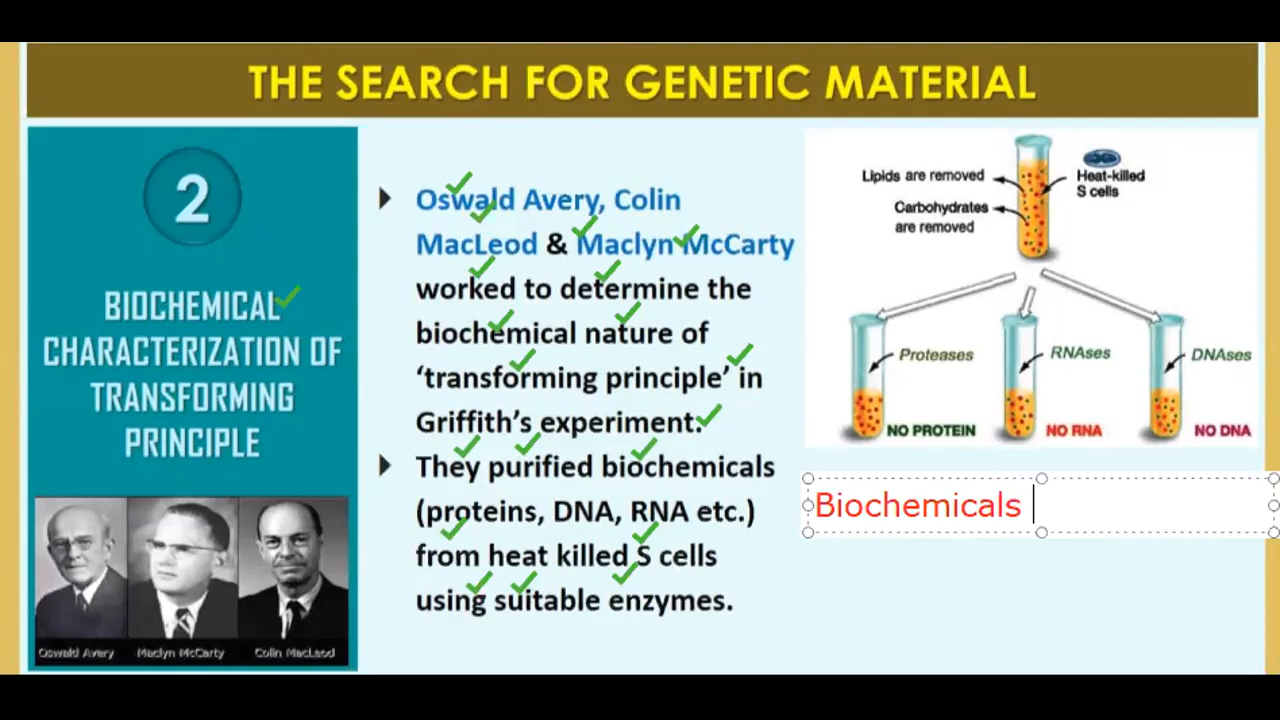 THE SEARCH FOR GENETIC MATERIAL
2
BIOCHEMICAL
CHARACTERIZATION OF
TRANSFORMING
PRINCIPLE
Oswald Avery
Maclyn McCarty
Colin MacLeod
Oswald Avery, Colin
MacLeod & Maclyn McCarty
worked to determine the
biochemical nature of
‘transforming principle’ in
Griffith’s experiment.
They purified biochemicals
(proteins, DNA, RNA etc.)
from heat killed S cells
using suitable enzymes.
Lipids are removed
Heat-killed
S cells
Carbohydrates
are removed
Proteases
RNAses
DNAses
NO PROTEIN
NO RNA
NO DNA
Biochemicals